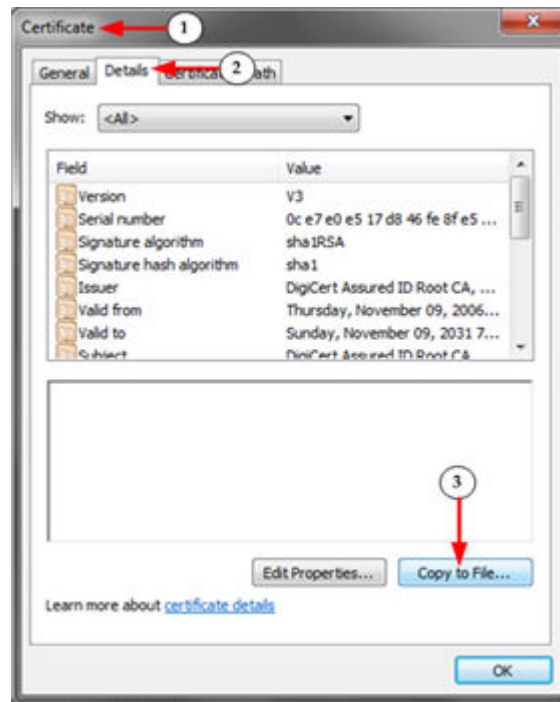 Certificate 1
General Details Certificat 2 ath
Show: <All>
Field Value
Version V3
Serial number 0c e7 e0 e5 17 d8 46 fe 8f e5 ...
Signature algorithm sha1RSA
Signature hash algorithm sha1
Issuer DigiCert Assured ID Root CA, ...
Valid from Thursday, November 09, 2006...
Valid to Sunday, November 09, 2031 7...
Subject DigiCert Assured ID Root CA
3
Edit Properties... Copy to File...
Learn more about certificate details
OK